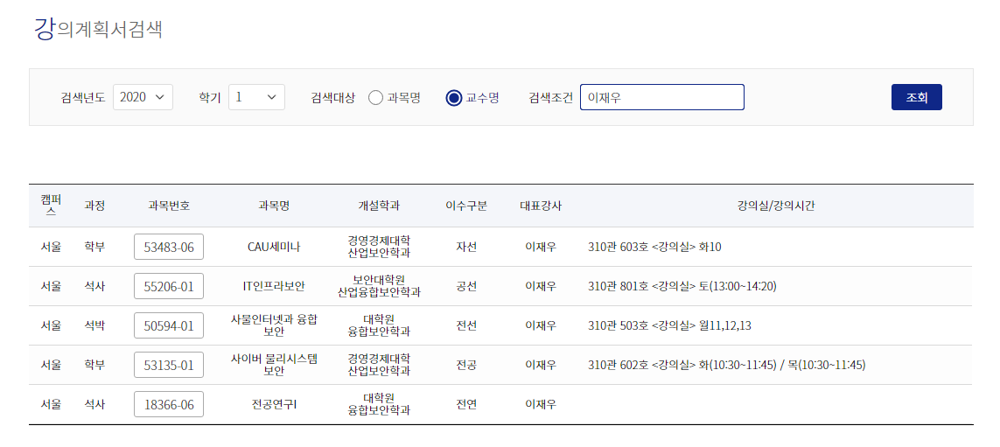 강의계획서검색
검색년도 2020 학기 1 검색대상 과목명 교수명 검색조건 이재우 조회
캠퍼스 과정 과목번호 과목명 개설학과 이수구분 대표강사 강의실/강의시간
서울 학부 53483-06 CAU세미나 경영경제대학 산업보안학과 자선 이재우 310관 603호 <강의실> 화10
서울 석사 55206-01 IT인프라보안 보안대학원 산업융합보안학과 공선 이재우 310관 801호 <강의실> 토(13:00~14:20)
서울 석박 50594-01 사물인터넷과 융합보안 대학원 융합보안학과 전선 이재우 310관 503호 <강의실> 월11,12,13
서울 학부 53135-01 사이버 물리시스템 보안 경영경제대학 산업보안학과 전공 이재우 310관 602호 <강의실> 화(10:30~11:45) / 목(10:30~11:45)
서울 석사 18366-06 전공연구I 대학원 융합보안학과 전연 이재우